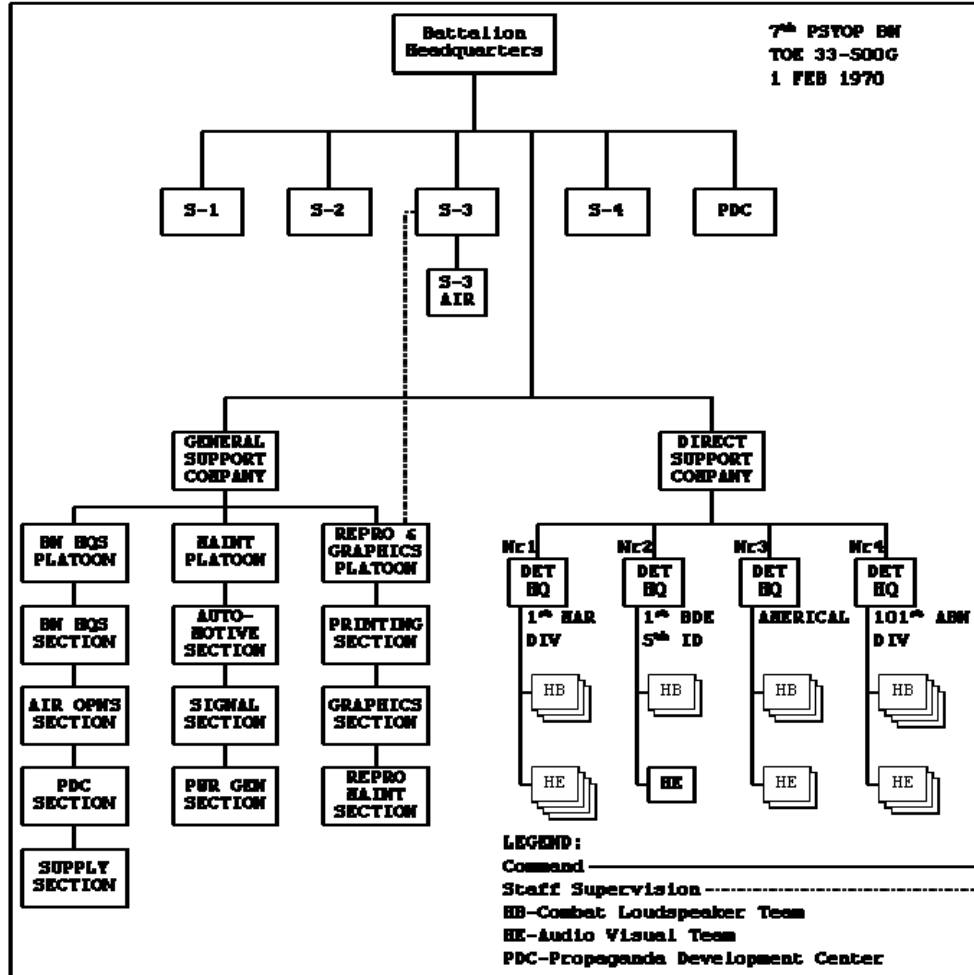 Battalion
Headquarters
7th PSYOP BN
TOE 33-500G
1 FEB 1970
S-1
S-2
S-3
S-4
PDC
S-3
AIR
GENERAL
SUPPORT
COMPANY
DIRECT
SUPPORT
COMPANY
BN HQS
PLATOON
MAINT
PLATOON
REPRO &
GRAPHICS
PLATOON
BN HQS
SECTION
AUTO-
MOTIVE
SECTION
PRINTING
SECTION
AIR OPNS
SECTION
SIGNAL
SECTION
GRAPHICS
SECTION
PDC
SECTION
PWR GEN
SECTION
REPRO
MAINT
SECTION
SUPPLY
SECTION
Nr1
DET
HQ
1th MAR
DIV
HB
HE
Nr2
DET
HQ
1th BDE
5th ID
HB
HE
Nr3
DET
HQ
AMERICAL
HB
HE
Nr4
DET
HQ
101th ABN
DIV
HB
HE
LEGEND:
Command
Staff Supervision
HB-Combat Loudspeaker Team
HE-Audio Visual Team
PDC-Propaganda Development Center